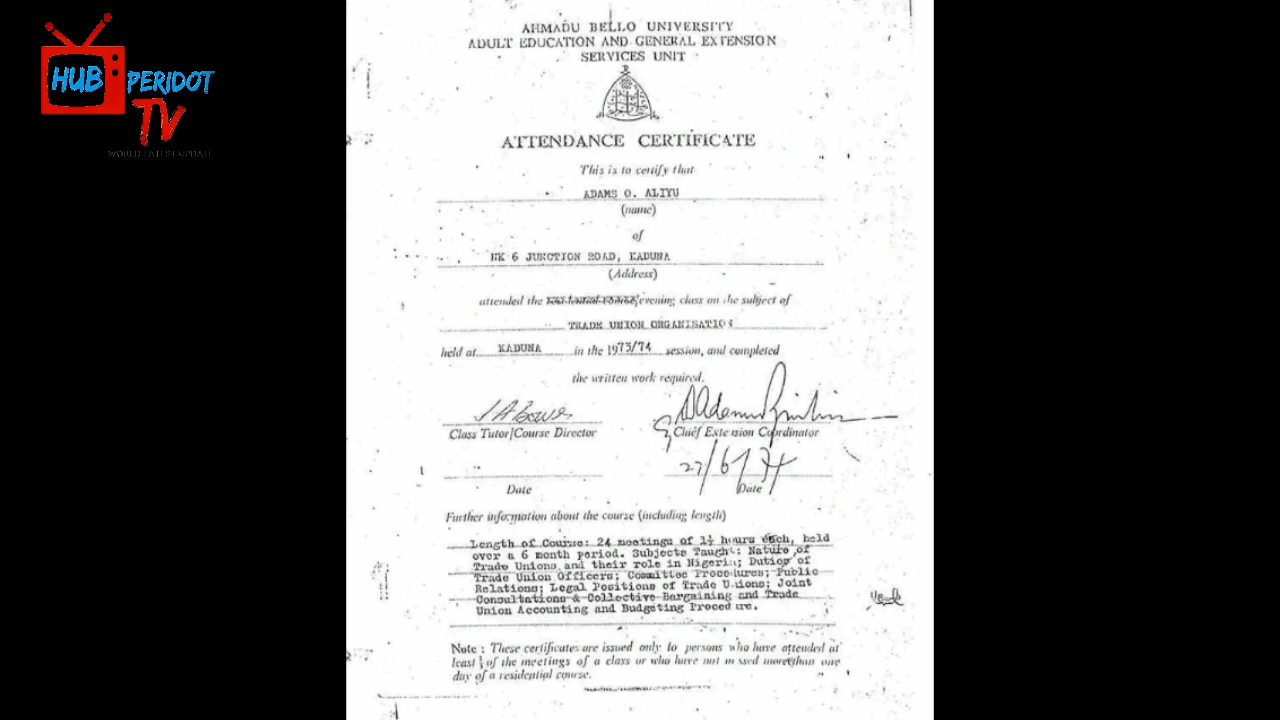 HUB PERIDOT
TV
WORLD LATEST UPDATE
AHMADU BELLO UNIVERSITY
ADULT EDUCATION AND GENERAL EXTENSION
SERVICES UNIT
ATTENDANCE CERTIFICATE
This is to certify that
ADAMS O. ALIYU
(name)
of
NK 6 JUNCTION ROAD, KADUNA
(Address)
attended the residential course/evening class on the subject of
TRADE UNION ORGANISATION
held at KADUNA in the 1973/74 session, and completed
the written work required.
Class Tutor/Course Director
Chief Extension Coordinator
27/6/74
Date
Date
Further information about the course (including length)
Length of Course: 24 meetings of 1½ hours each, held
over a 6 month period. Subjects Taught: Nature of
Trade Unions and their role in Nigeria; Duties of
Trade Union Officers; Committee Procedures; Public
Relations; Legal Positions of Trade Unions; Joint
Consultations & Collective Bargaining and Trade
Union Accounting and Budgeting Procedure.
Note : These certificates are issued only to persons who have attended at
least ⅔ of the meetings of a class or who have not missed more than one
day of a residential course.